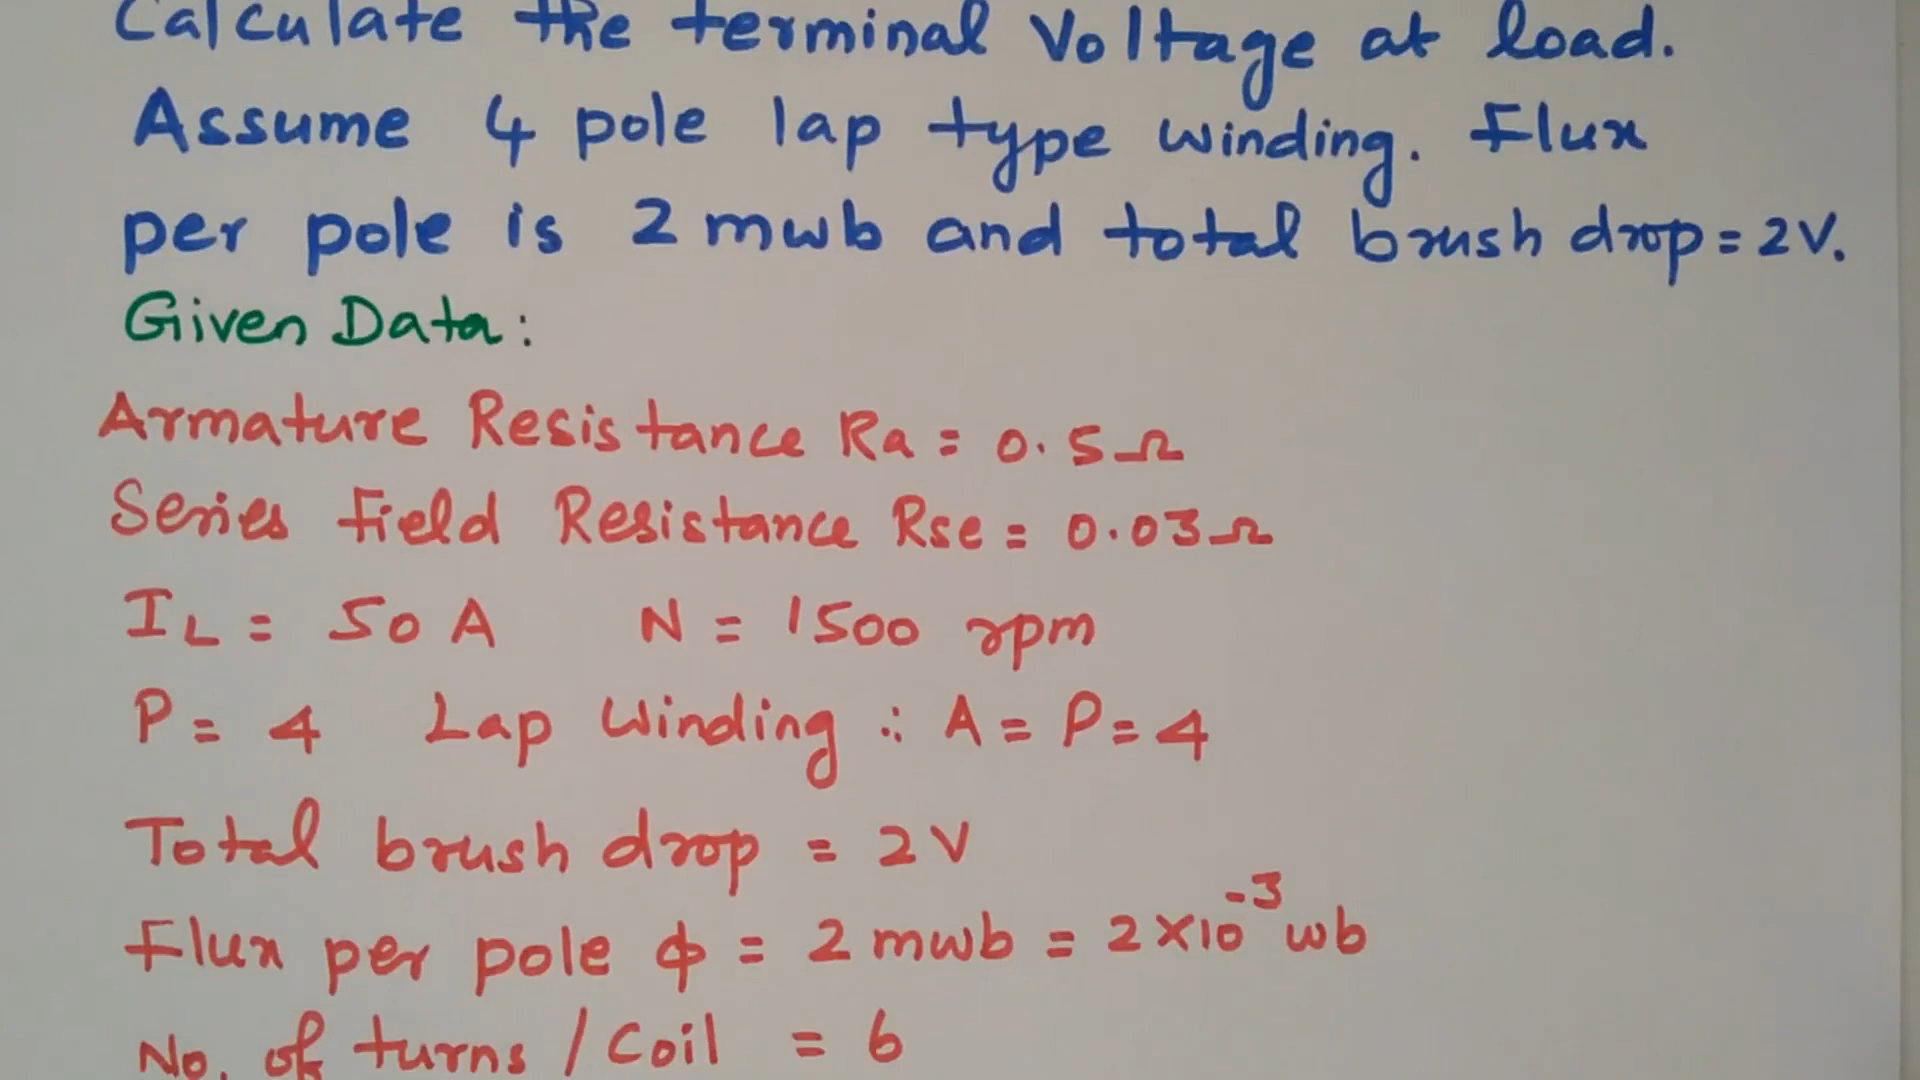 Calculate the terminal Voltage at load.
Assume 4 pole lap type winding. Flux
per pole is 2 mwb and total brush drop = 2V.
Given Data:
Armature Resistance Ra = 0.5Ω
Series field Resistance Rse = 0.03Ω
IL = 50 A N = 1500 rpm
P = 4 Lap Winding ∴ A = P = 4
Total brush drop = 2V
Flux per pole ɸ = 2 mwb = 2×10⁻³ wb
No. of turns / Coil = 6